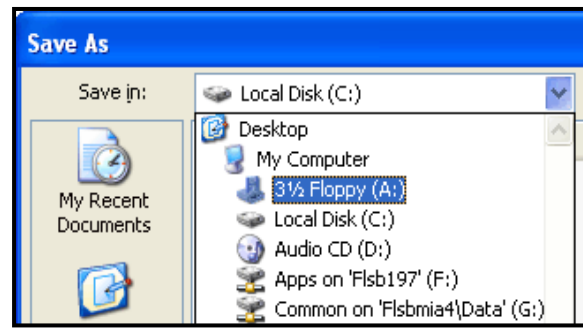 Save As
Save in:
Local Disk (C:)
My Recent
Documents
Desktop
My Computer
3½ Floppy (A:)
Local Disk (C:)
Audio CD (D:)
Apps on 'Flsb197' (F:)
Common on 'Flsbmia4\Data' (G:)